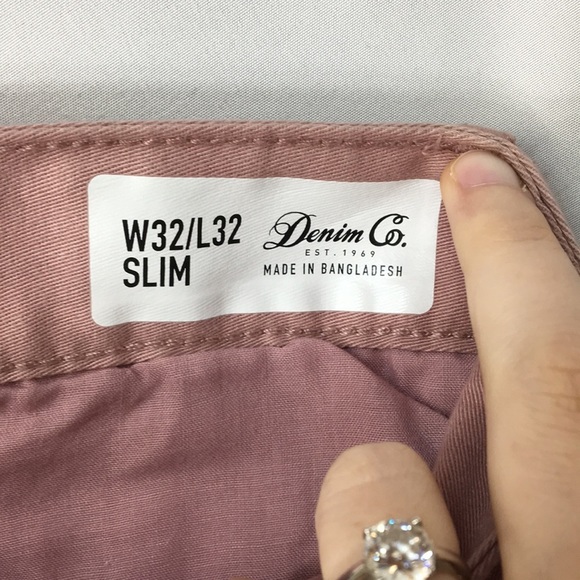 W32/L32
SLIM
Denim Co.
EST. 1969
MADE IN BANGLADESH